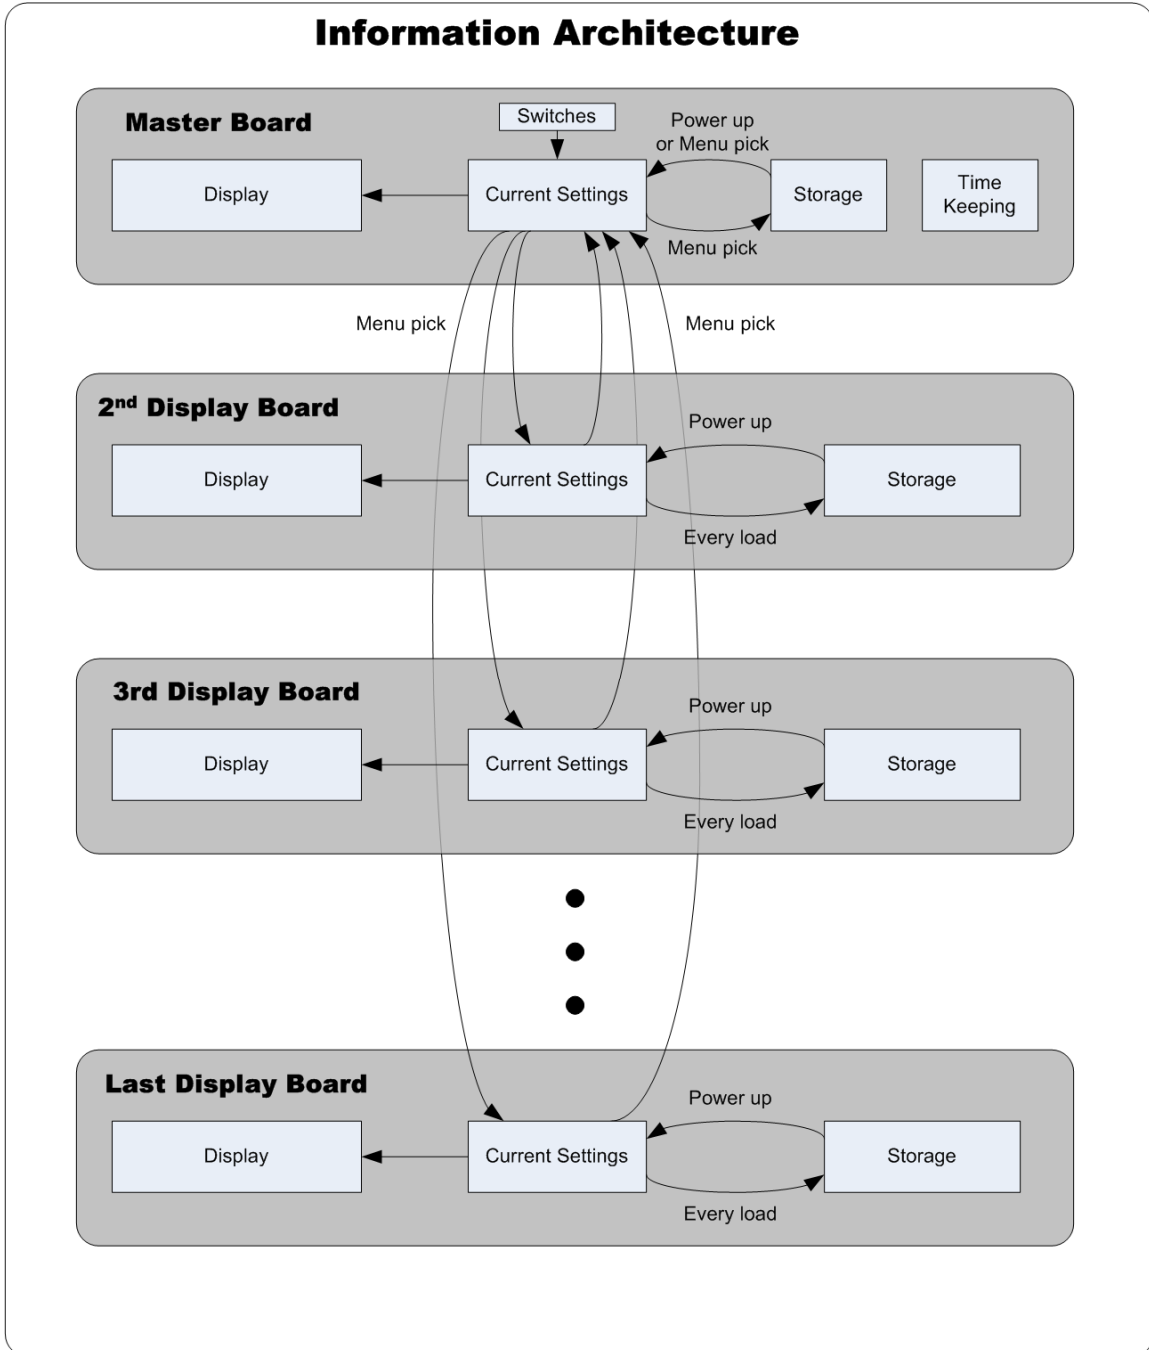 Information Architecture
Master Board
Switches
Power up
or Menu pick
Display
Current Settings
Storage
Time
Keeping
Menu pick
Menu pick
Menu pick
2nd Display Board
Power up
Display
Current Settings
Storage
Every load
3rd Display Board
Power up
Display
Current Settings
Storage
Every load
Last Display Board
Power up
Display
Current Settings
Storage
Every load